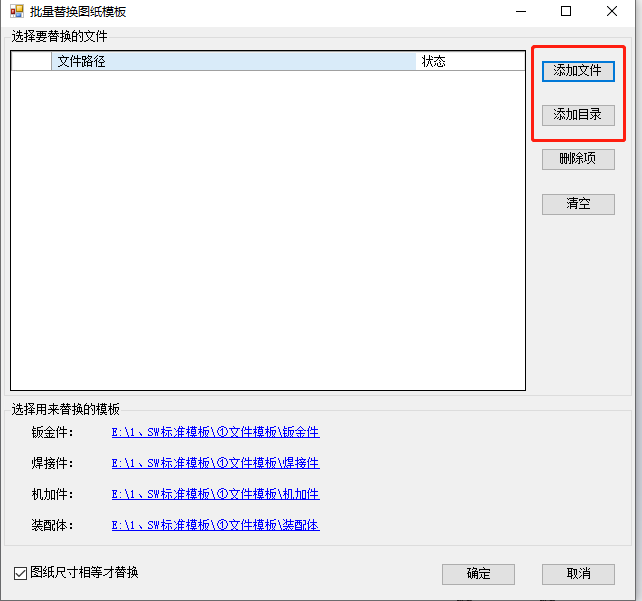 批量替换图纸模板
选择要替换的文件
文件路径 状态
添加文件
添加目录
删除项
清空
选择用来替换的模板
钣金件： E:\1、SW标准模板\①文件模板\钣金件
焊接件： E:\1、SW标准模板\①文件模板\焊接件
机加件： E:\1、SW标准模板\①文件模板\机加件
装配体： E:\1、SW标准模板\①文件模板\装配体
图纸尺寸相等才替换
确定 取消